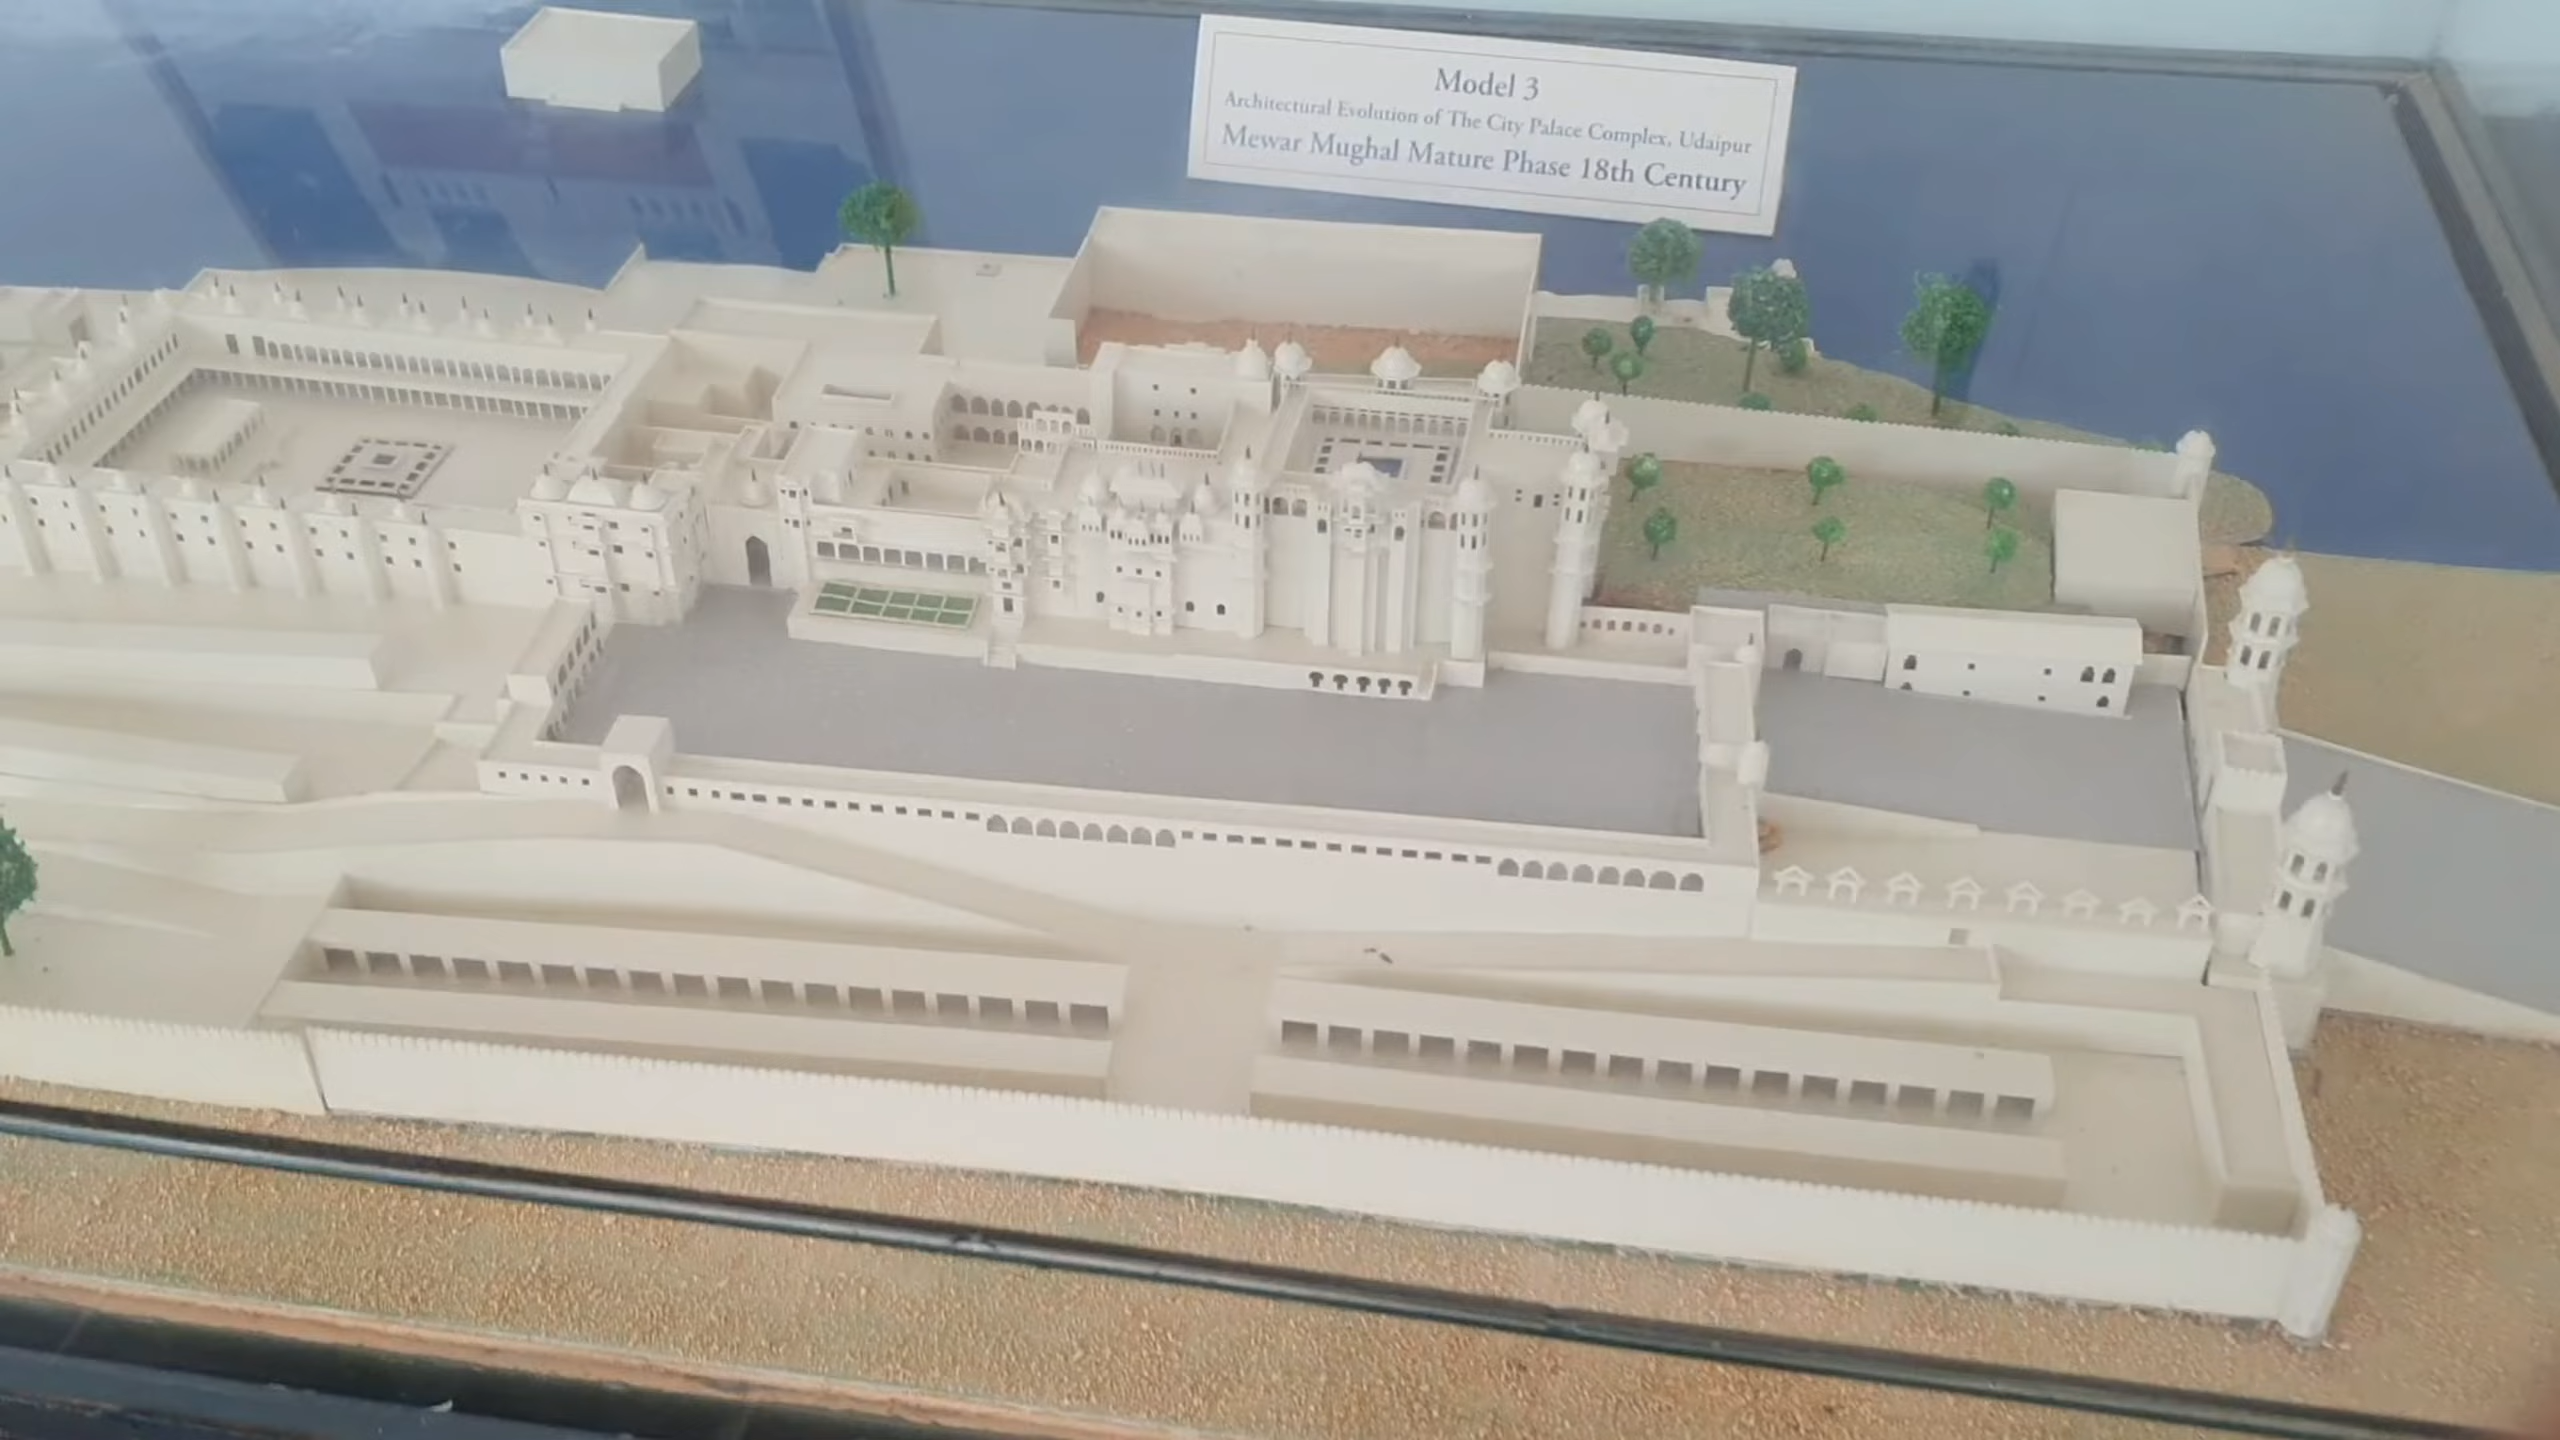 Model 3
Architectural Evolution of The City Palace Complex, Udaipur
Mewar Mughal Mature Phase 18th Century